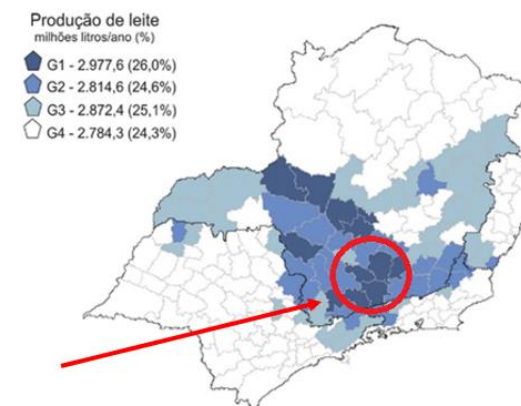 Produção de leite
milhões litros/ano (%)
G1 - 2.977,6 (26,0%)
G2 - 2.814,6 (24,6%)
G3 - 2.872,4 (25,1%)
G4 - 2.784,3 (24,3%)